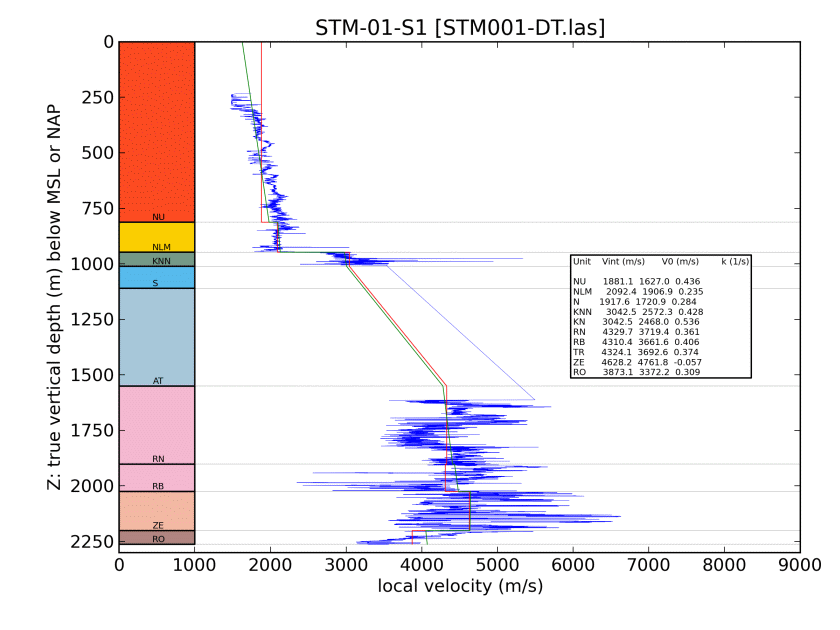 STM-01-S1 [STM001-DT.las]
Z: true vertical depth (m) below MSL or NAP
0
250
500
750
1000
1250
1500
1750
2000
2250
NU
NLM
KNN
S
AT
RN
RB
ZE
RO
Unit Vint (m/s) V0 (m/s) k (1/s)
NU 1881.1 1627.0 0.436
NLM 2092.4 1906.9 0.235
N 1917.6 1720.9 0.284
KNN 3042.5 2572.3 0.428
KN 3042.5 2468.0 0.536
RN 4329.7 3719.4 0.361
RB 4310.4 3661.6 0.406
TR 4324.1 3692.6 0.374
ZE 4628.2 4761.8 -0.057
RO 3873.1 3372.2 0.309
0 1000 2000 3000 4000 5000 6000 7000 8000 9000
local velocity (m/s)